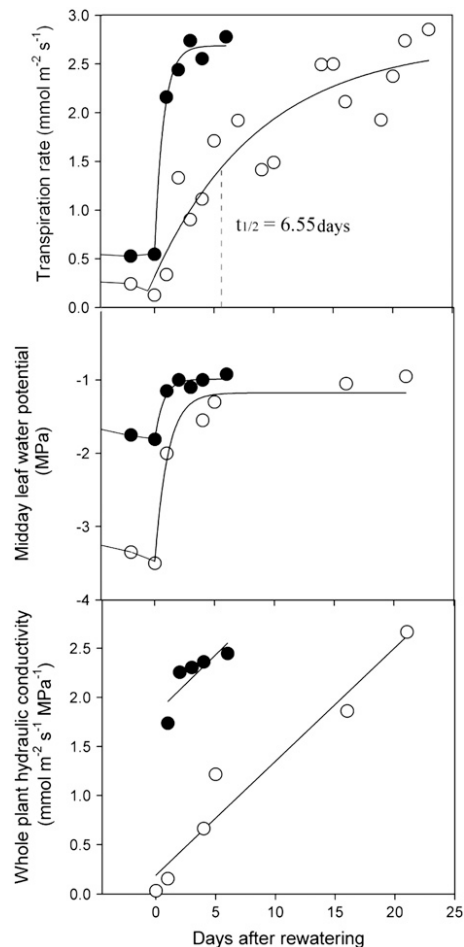 Transpiration rate (mmol m⁻² s⁻¹)
3.0
2.5
2.0
1.5
1.0
0.5
0.0
t1/2 = 6.55days
Midday leaf water potential
(MPa)
-1
-2
-3
-4
Whole plant hydraulic conductivity
(mmol m⁻² s⁻¹ MPa⁻¹)
2.5
2.0
1.5
1.0
0.5
0.0
0 5 10 15 20 25
Days after rewatering